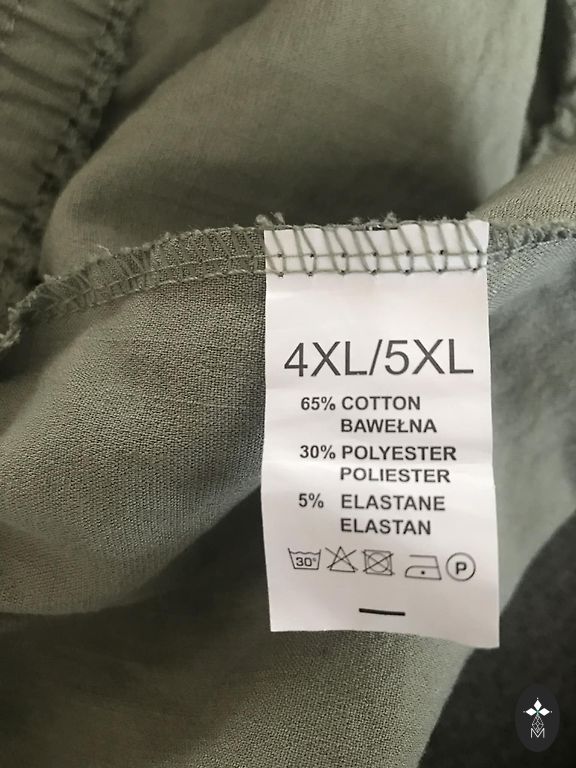 4XL/5XL
65% COTTON
BAWEŁNA
30% POLYESTER
POLIESTER
5% ELASTANE
ELASTAN
30° P
M